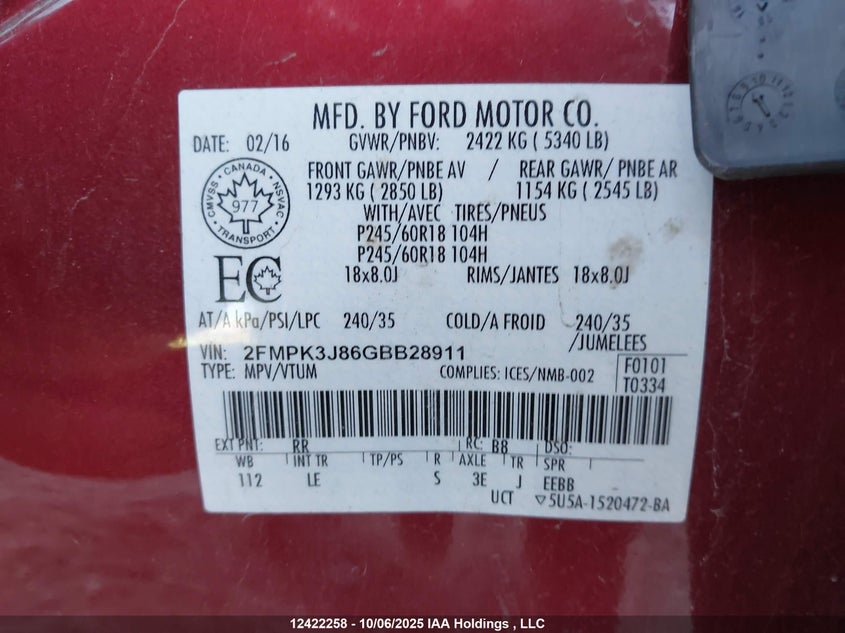 MFD. BY FORD MOTOR CO.
DATE: 02/16
GVWR/PNBV: 2422 KG ( 5340 LB)
FRONT GAWR/PNBE AV / REAR GAWR/ PNBE AR
1293 KG ( 2850 LB) 1154 KG ( 2545 LB)
CANADA
CMVSS 977 NSVAC
TRANSPORT
WITH/AVEC TIRES/PNEUS
P245/60R18 104H
P245/60R18 104H
18x8.0J RIMS/JANTES 18x8.0J
EC
AT/A kPa/PSI/LPC 240/35 COLD/A FROID 240/35
/JUMELEES
VIN: 2FMPK3J86GBB28911
TYPE: MPV/VTUM COMPLIES: ICES/NMB-002
F0101
T0334
EXT PNT: RR RC: B8 DSO:
WB INT TR TP/PS R AXLE TR SPR
112 LE S 3E J EEBB
UCT 5U5A-1520472-BA
12422258 - 10/06/2025 IAA Holdings , LLC